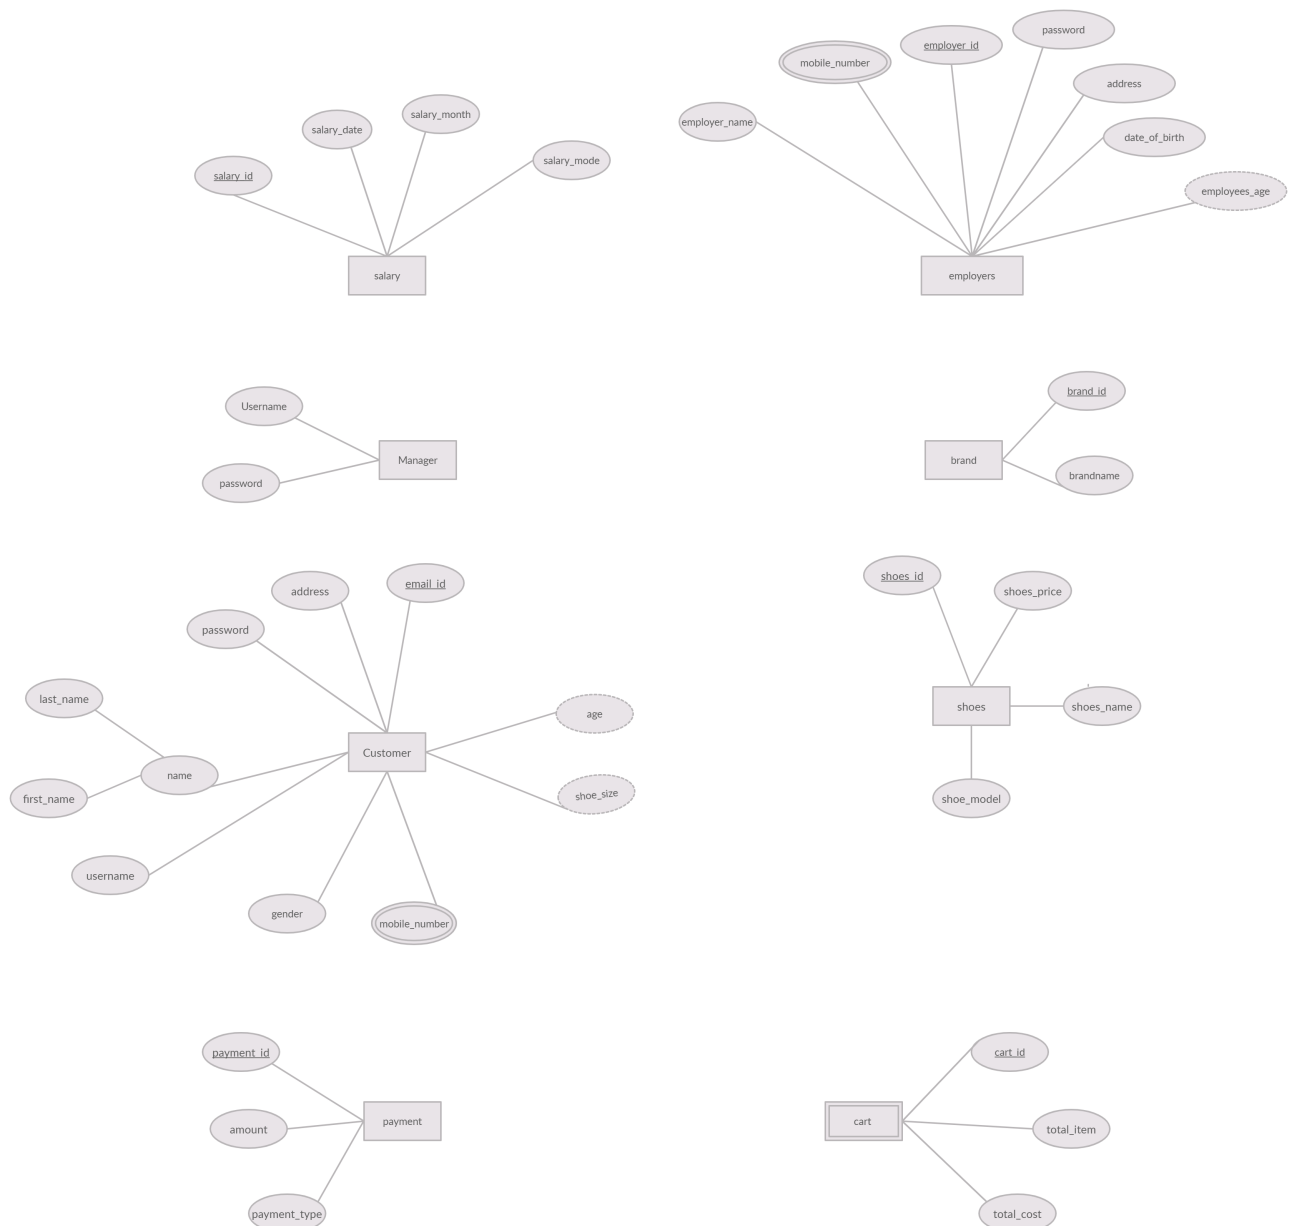 password
employer_id
mobile_number
address
salary_month
employer_name
salary_date
date_of_birth
salary_mode
salary_id
employees_age
salary
employers
brand_id
Username
Manager
brand
brandname
password
shoes_id
email_id
address
shoes_price
password
last_name
shoes
shoes_name
age
Customer
name
shoe_size
first_name
shoe_model
username
gender
mobile_number
payment_id
cart_id
payment
cart
amount
total_item
payment_type
total_cost